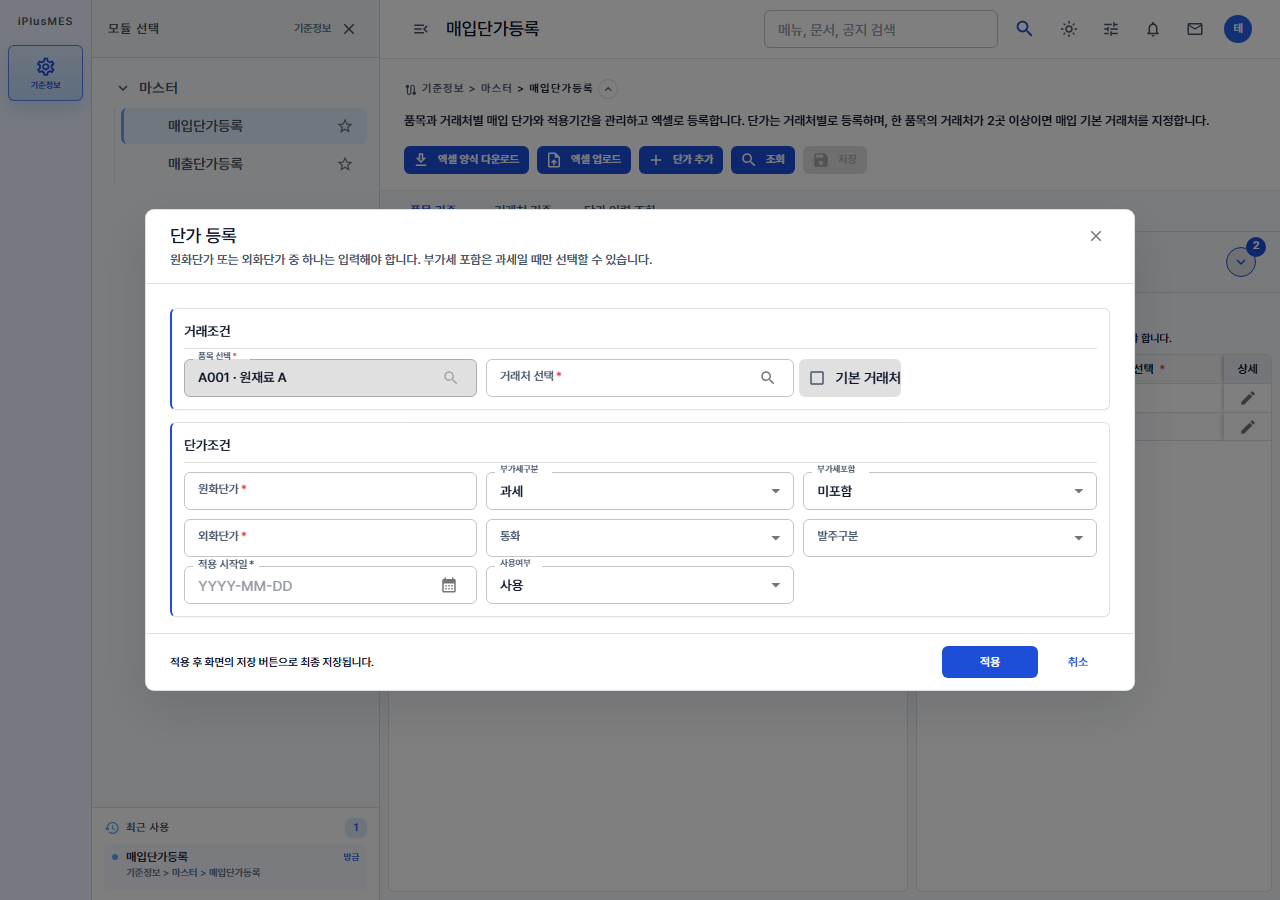 iPlusMES
기준정보
모듈 선택
기준정보
마스터
매입단가등록
매출단가등록
최근 사용
1
매입단가등록
방금
기준정보 > 마스터 > 매입단가등록
매입단가등록
메뉴, 문서, 공지 검색
테
기준정보 > 마스터 > 매입단가등록
품목과 거래처별 매입 단가와 적용기간을 관리하고 엑셀로 등록합니다. 단가는 거래처별로 등록하며, 한 품목의 거래처가 2곳 이상이면 매입 기본 거래처를 지정합니다.
엑셀 양식 다운로드
엑셀 업로드
단가 추가
조회
저장
2
합니다.
선택 *
상세
단가 등록
원화단가 또는 외화단가 중 하나는 입력해야 합니다. 부가세 포함은 과세일 때만 선택할 수 있습니다.
거래조건
품목 선택 *
A001 · 원재료 A
거래처 선택 *
기본 거래처
단가조건
원화단가 *
부가세구분
과세
부가세포함
미포함
외화단가 *
통화
발주구분
적용 시작일 *
YYYY-MM-DD
사용여부
사용
적용 후 화면의 저장 버튼으로 최종 저장됩니다.
적용
취소